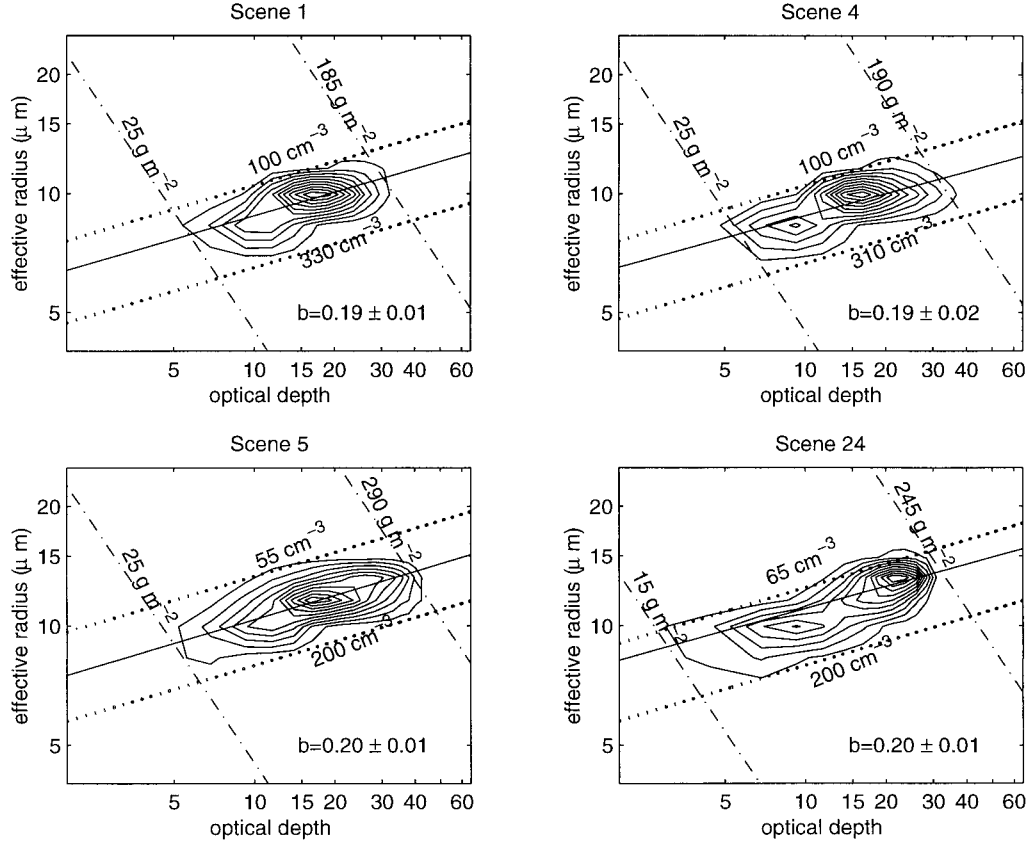 Scene 1
20
15
10
5
effective radius (μ m)
25 g m−2
185 g m−2
100 cm−3
330 cm−3
b=0.19 ± 0.01
5 10 15 20 30 40 60
optical depth
Scene 4
20
15
10
5
effective radius (μ m)
25 g m−2
190 g m−2
100 cm−3
310 cm−3
b=0.19 ± 0.02
5 10 15 20 30 40 60
optical depth
Scene 5
20
15
10
5
effective radius (μ m)
25 g m−2
290 g m−2
55 cm−3
200 cm−3
b=0.20 ± 0.01
5 10 15 20 30 40 60
optical depth
Scene 24
20
15
10
5
effective radius (μ m)
15 g m−2
245 g m−2
65 cm−3
200 cm−3
b=0.20 ± 0.01
5 10 15 20 30 40 60
optical depth